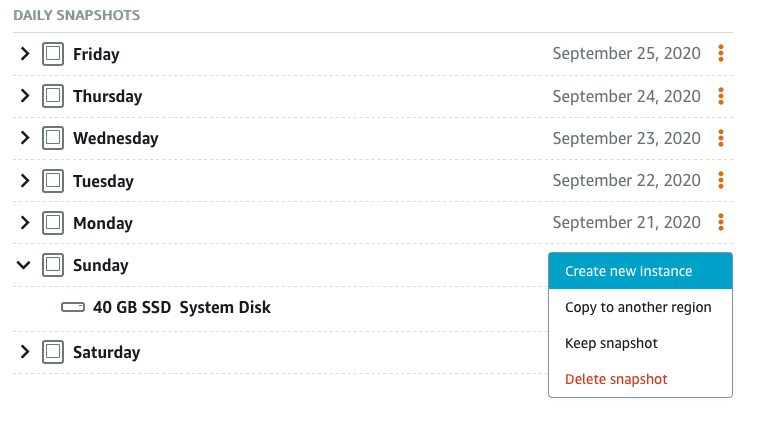 DAILY SNAPSHOTS
Friday September 25, 2020
Thursday September 24, 2020
Wednesday September 23, 2020
Tuesday September 22, 2020
Monday September 21, 2020
Sunday
Create new instance
40 GB SSD System Disk
Copy to another region
Keep snapshot
Saturday
Delete snapshot